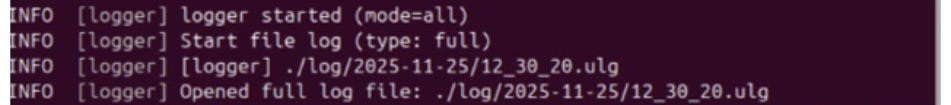 INFO  [logger] logger started (mode=all)
INFO  [logger] Start file log (type: full)
INFO  [logger] [logger] ./log/2025-11-25/12_30_20.ulg
INFO  [logger] Opened full log file: ./log/2025-11-25/12_30_20.ulg